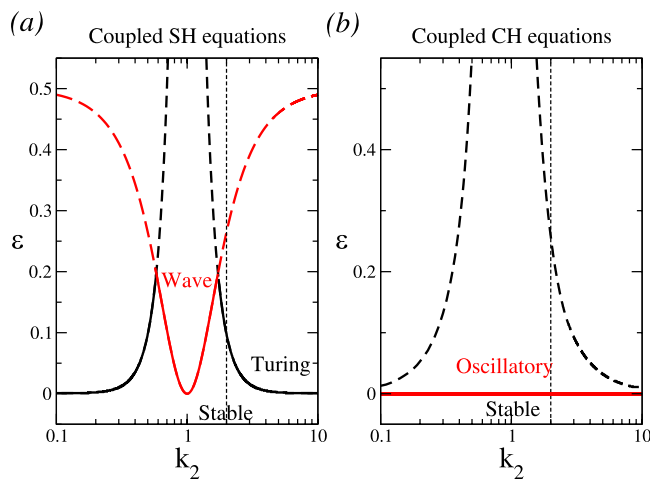 (a)
Coupled SH equations
0.5
0.4
0.3
ε
0.2
Wave
0.1
Turing
0
Stable
0.1
1
10
k2
(b)
Coupled CH equations
0.4
ε
0.2
Oscillatory
0
Stable
0.1
1
10
k2